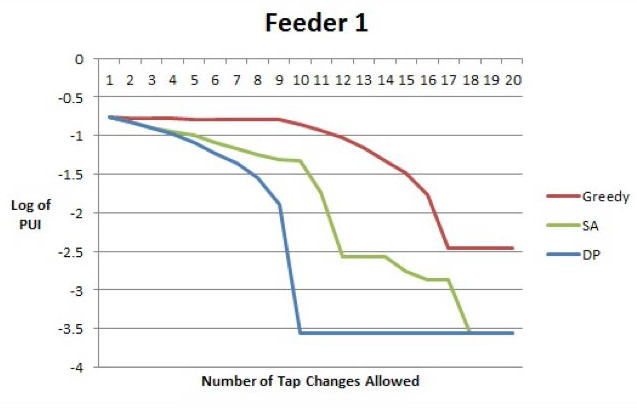 Feeder 1
0
1 2 3 4 5 6 7 8 9 10 11 12 13 14 15 16 17 18 19 20
-0.5
-1
-1.5
Log of
PUI
-2
-2.5
-3
-3.5
-4
Greedy
SA
DP
Number of Tap Changes Allowed